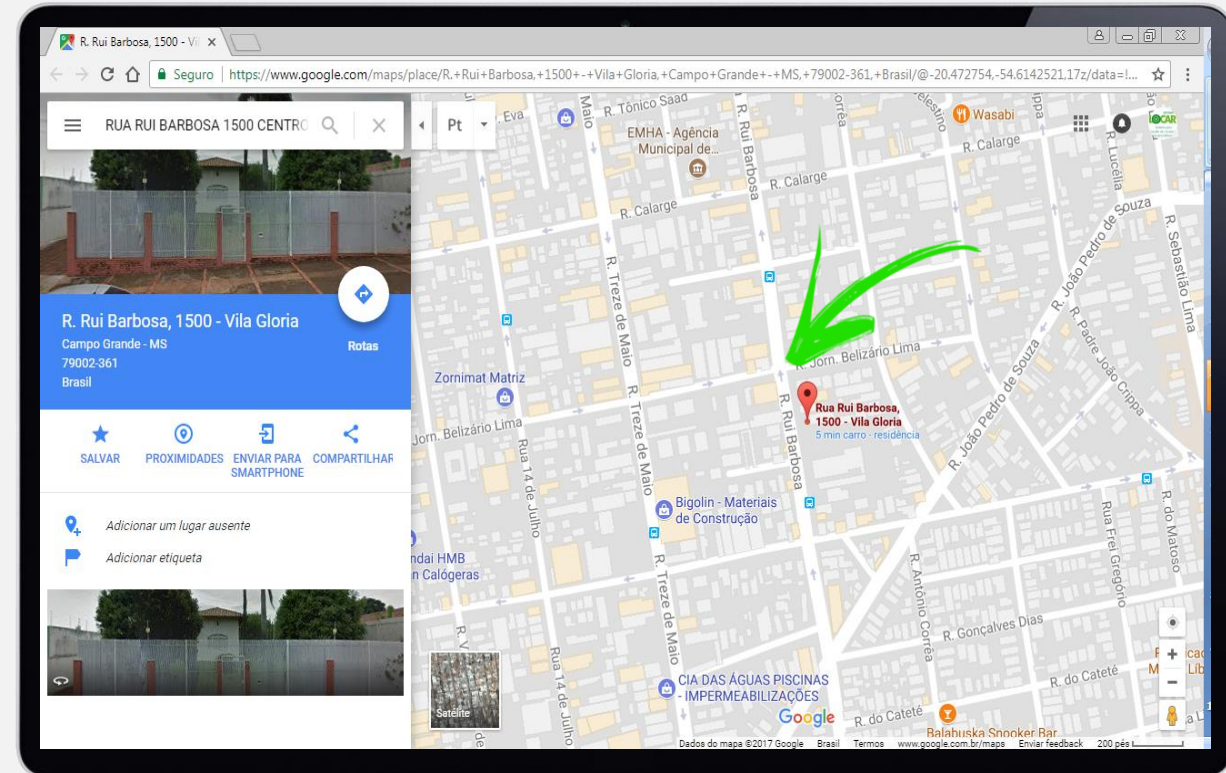 R. Rui Barbosa, 1500 - Vi
Seguro
https://www.google.com/maps/place/R.+Rui+Barbosa,+1500+-+Vila+Gloria,+Campo+Grande+-+MS,+79002-361,+Brasil/@-20.472754,-54.6142521,17z/data=!...
RUA RUI BARBOSA 1500 CENTRO
Pt
R. Rui Barbosa, 1500 - Vila Gloria
Campo Grande - MS
79002-361
Brasil
Rotas
SALVAR
PROXIMIDADES
ENVIAR PARA
SMARTPHONE
COMPARTILHAR
Adicionar um lugar ausente
Adicionar etiqueta
Eva
Maio
R. Tônico Saad
R. Rui Barbosa
EMHA - Agência
Municipal de...
Wasabi
LOCAR
R. Calarge
R. Calarge
R. Calarge
R. Lucélia
R. João Pedro de Souza
R. Sebastião Lima
R. Treze de Maio
R. Jorn. Belizário Lima
R. Padre João Crippa
Zornimat Matriz
Rua Rui Barbosa,
1500 - Vila Gloria
5 min carro - residência
Jorn. Belizário Lima
Rua 14 de Julho
R. Treze de Maio
R. Rui Barbosa
R. João Pedro de Souza
Bigolin - Materiais
de Construção
R. do Matoso
Rua Frei Gregório
ndai HMB
n Calógeras
R. Treze de Maio
R. Antônio Corrêa
R. Gonçalves Dias
R. V
Rua 14 de Julho
CIA DAS ÁGUAS PISCINAS
- IMPERMEABILIZAÇÕES
R. do Cateté
Satélite
de
Google
R. do Cateté
Balabuska Snooker Bar
Dados do mapa ©2017 Google
Brasil
Termos
www.google.com.br/maps
Enviar feedback
200 pés